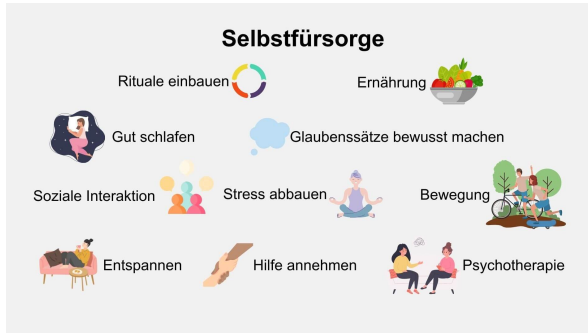 Selbstfürsorge
Rituale einbauen
Ernährung
Gut schlafen
Glaubenssätze bewusst machen
Soziale Interaktion
Stress abbauen
Bewegung
Entspannen
Hilfe annehmen
Psychotherapie